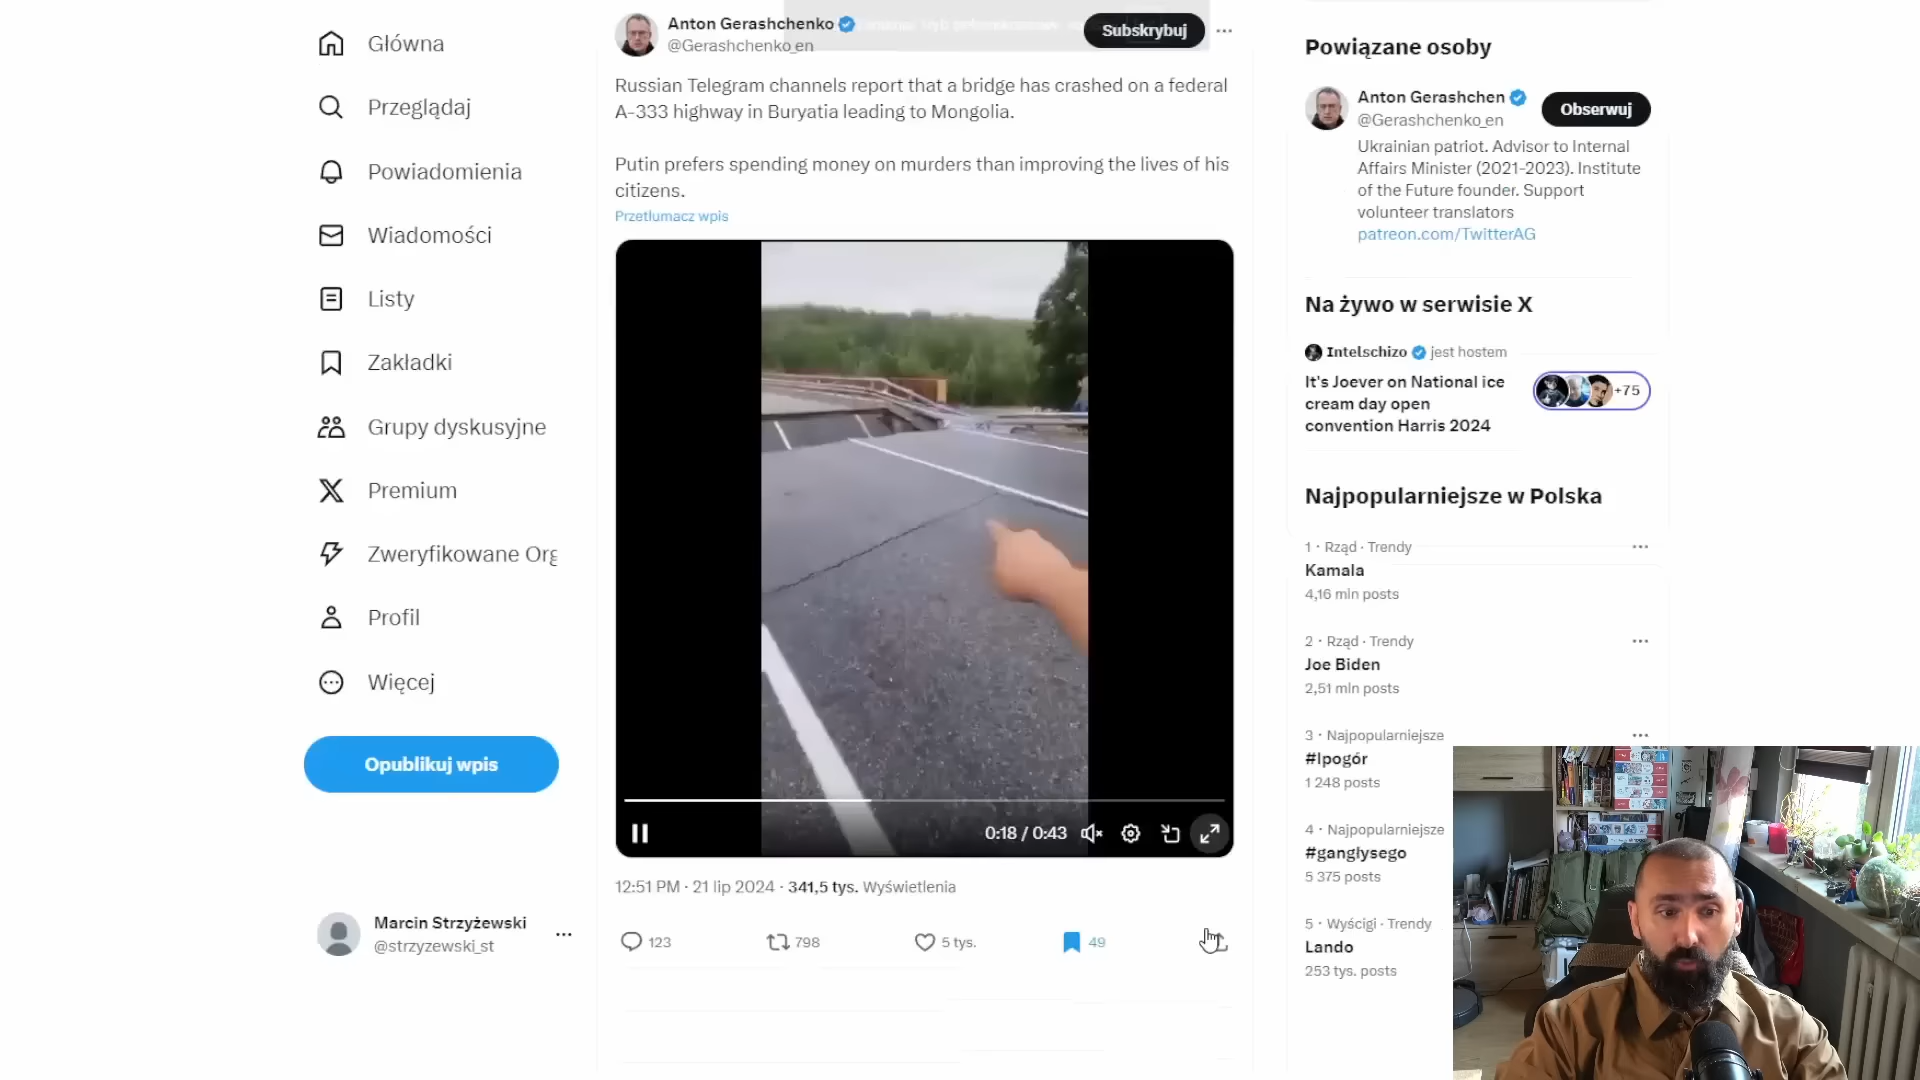 Główna
Przeglądaj
Powiadomienia
Wiadomości
Listy
Zakładki
Grupy dyskusyjne
Premium
Zweryfikowane Org
Profil
Więcej
Opublikuj wpis
Marcin Strzyżewski
@strzyzewski_st
Anton Gerashchenko
@Gerashchenko_en
Subskrybuj
Russian Telegram channels report that a bridge has crashed on a federal
A-333 highway in Buryatia leading to Mongolia.
Putin prefers spending money on murders than improving the lives of his
citizens.
Przetłumacz wpis
0:18 / 0:43
12:51 PM · 21 lip 2024 · 341,5 tys. Wyświetlenia
123
798
5 tys.
49
Powiązane osoby
Anton Gerashchen
@Gerashchenko_en
Obserwuj
Ukrainian patriot. Advisor to Internal
Affairs Minister (2021-2023). Institute
of the Future founder. Support
volunteer translators
patreon.com/TwitterAG
Na żywo w serwisie X
Intelschizo jest hostem
It's Joever on National ice
cream day open
convention Harris 2024
+75
Najpopularniejsze w Polska
1 · Rząd · Trendy
Kamala
4,16 mln posts
2 · Rząd · Trendy
Joe Biden
2,51 mln posts
3 · Najpopularniejsze
#lpogór
1 248 posts
4 · Najpopularniejsze
#ganglysego
5 375 posts
5 · Wyścigi · Trendy
Lando
253 tys. posts